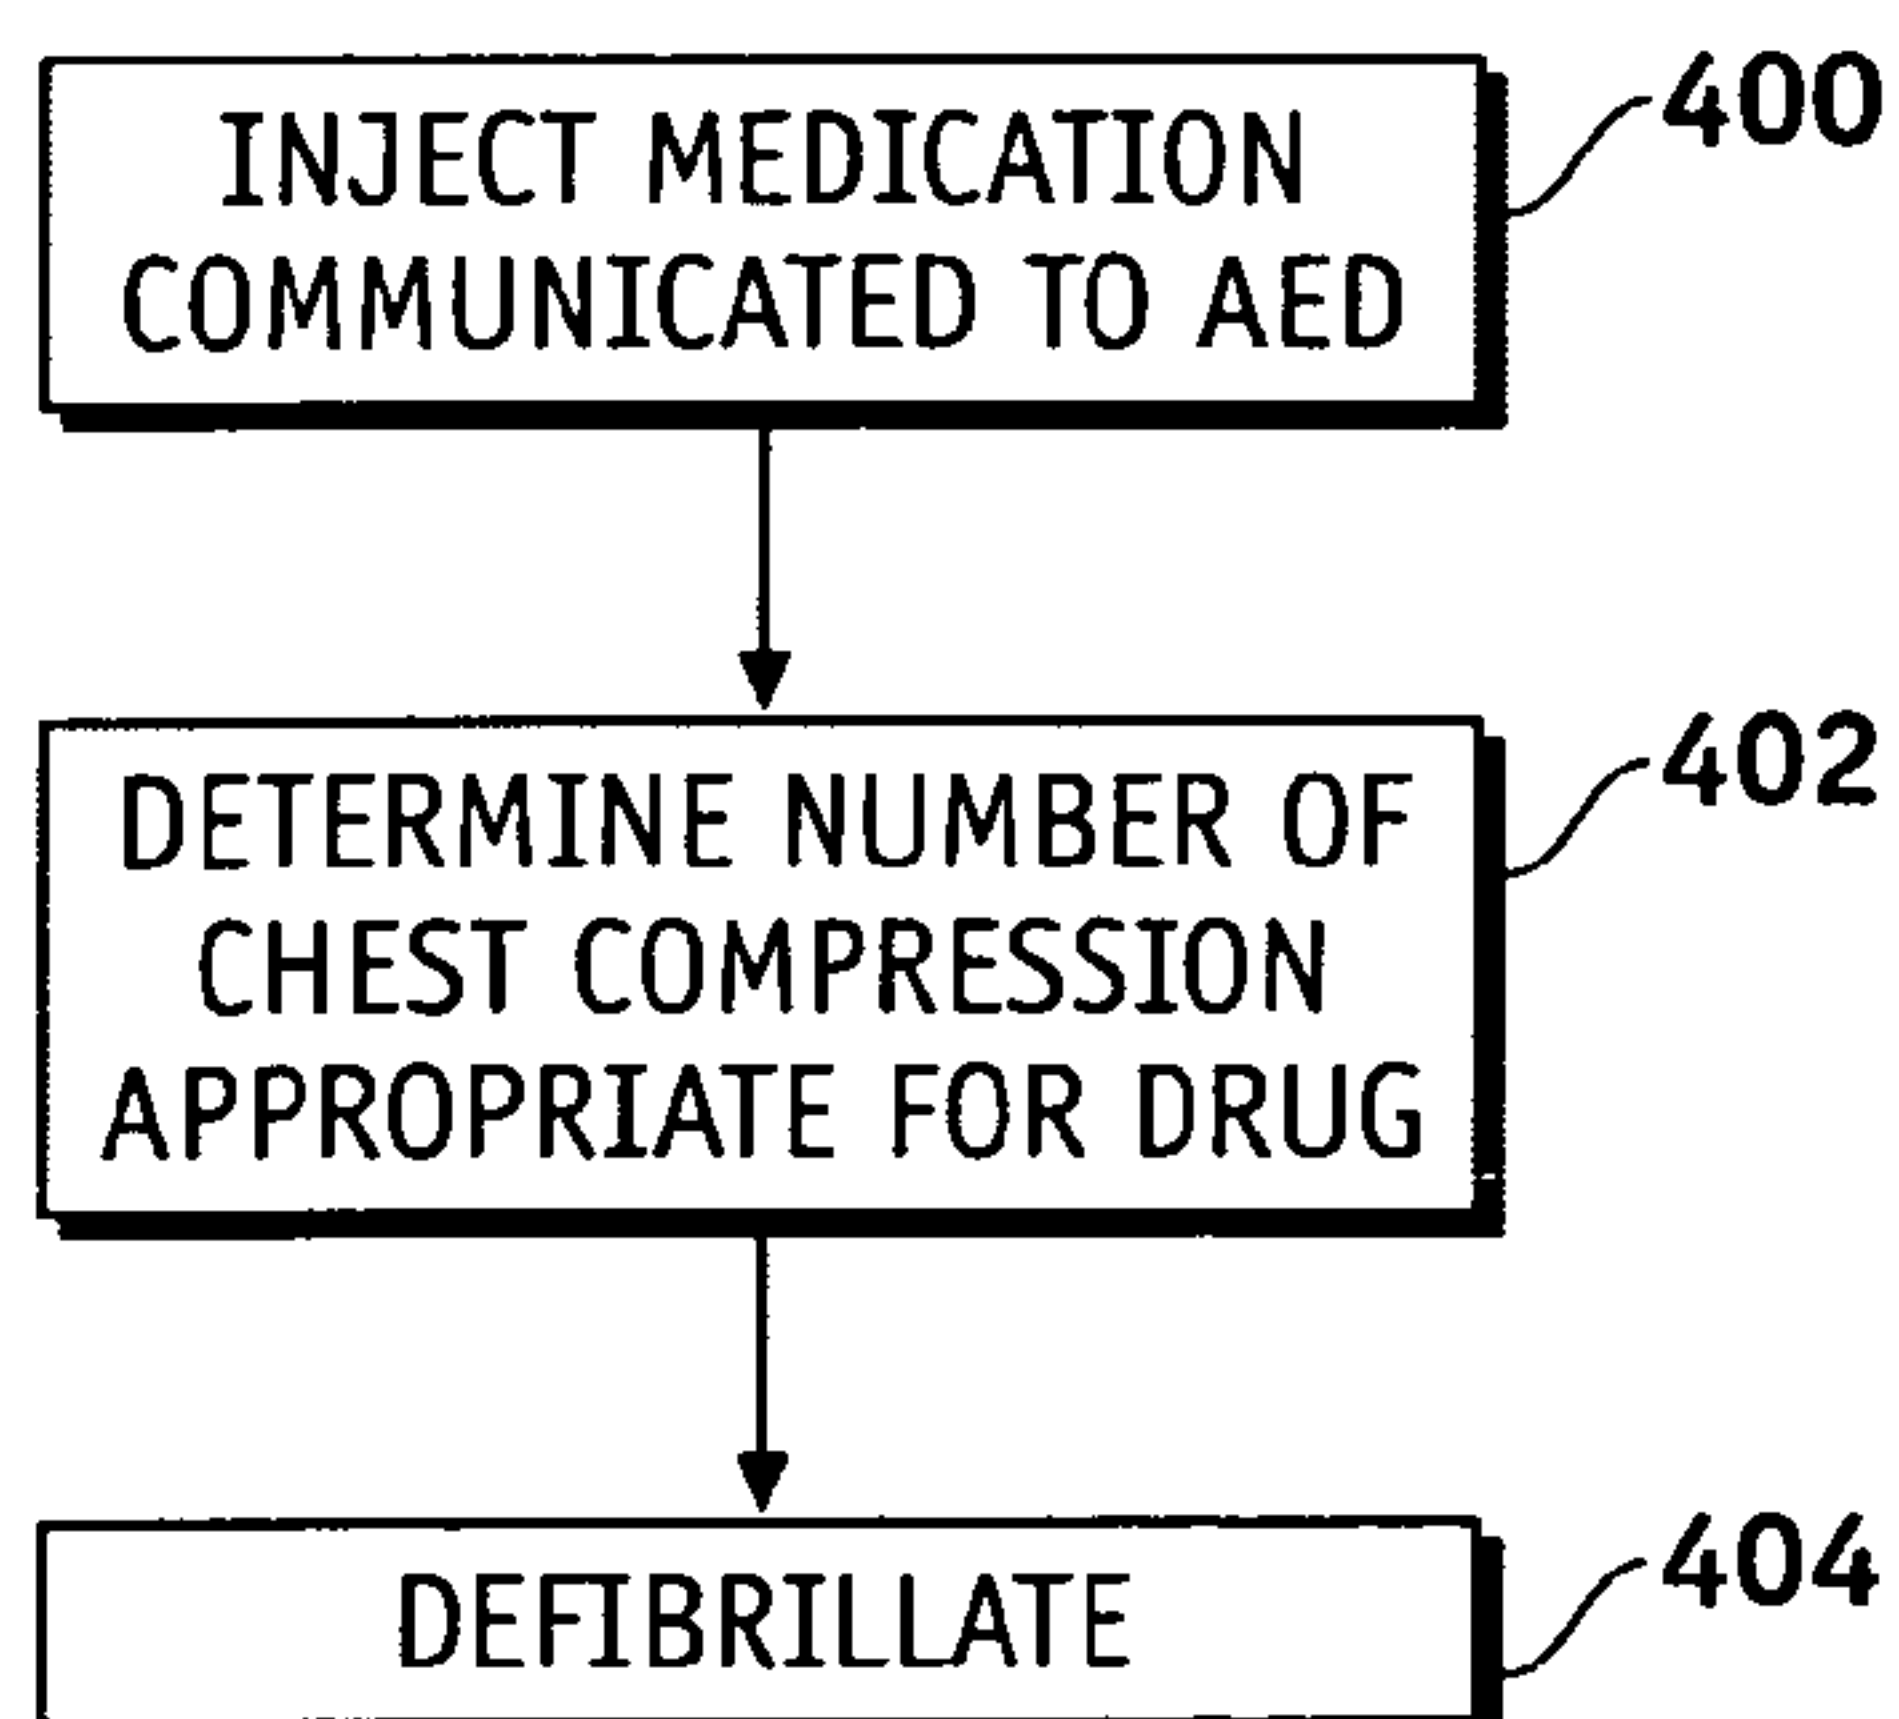 INJECT MEDICATION
COMMUNICATED TO AED
400
DETERMINE NUMBER OF
CHEST COMPRESSION
APPROPRIATE FOR DRUG
402
DEFIBRILLATE
404